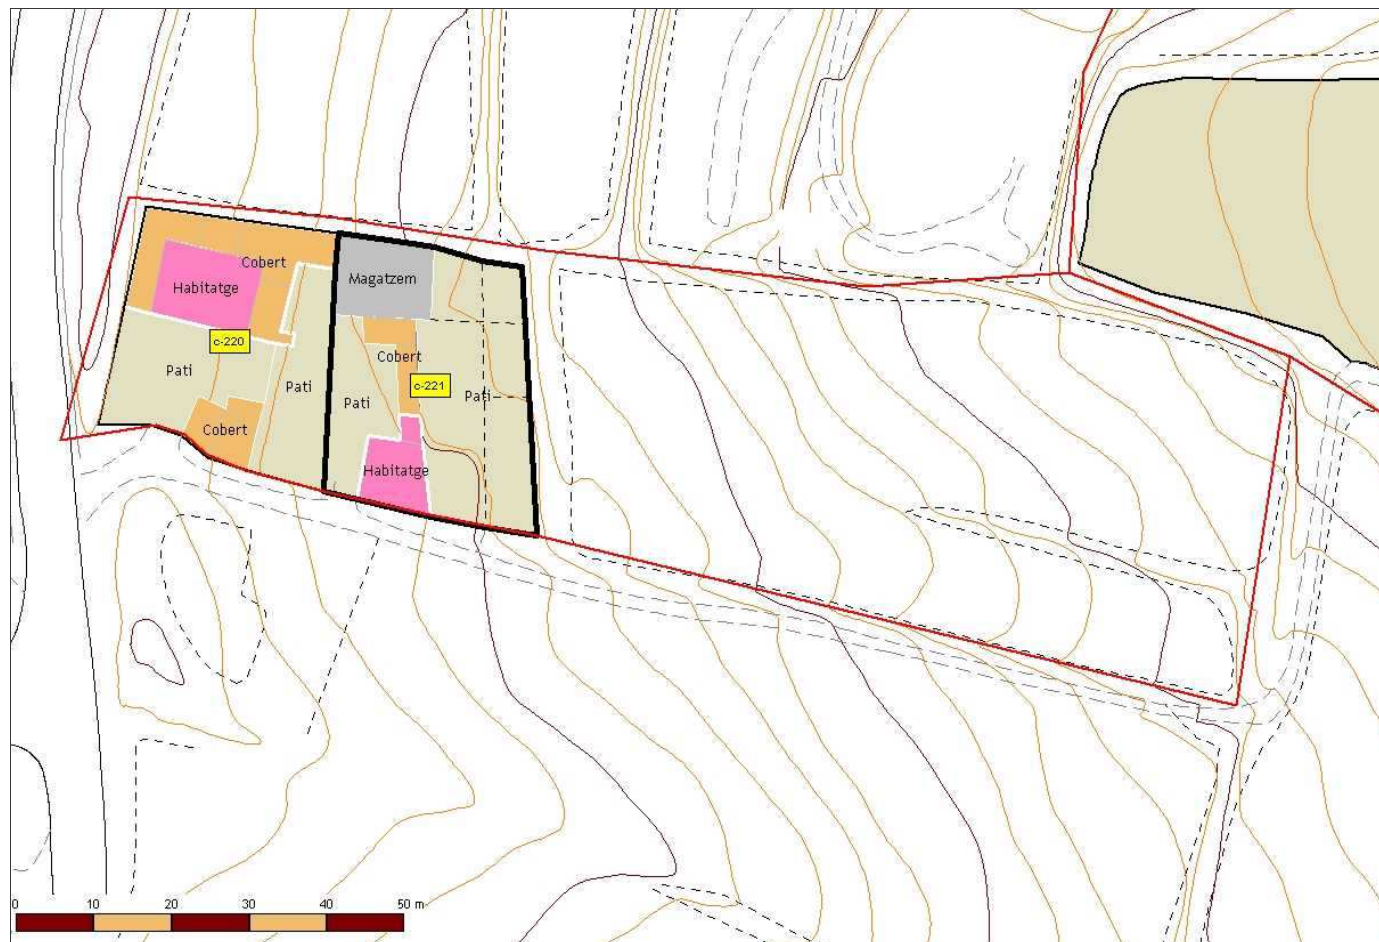 Cobert
Magatzem
Habitatge
c-220
Cobert
Pati
Pati
c-221
Pati
Pati
Cobert
Habitatge
0 10 20 30 40 50 m